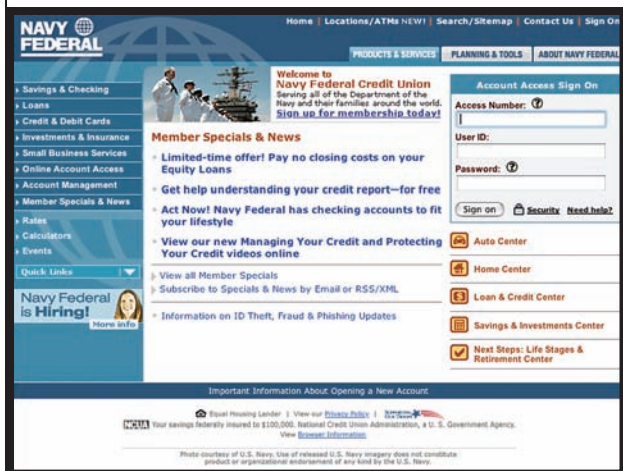 NAVY
FEDERAL
Home | Locations/ATMs NEW! | Search/Sitemap | Contact Us | Sign On
PRODUCTS & SERVICES
PLANNING & TOOLS
ABOUT NAVY FEDERAL
Savings & Checking
Loans
Credit & Debit Cards
Investments & Insurance
Small Business Services
Online Account Access
Account Management
Member Specials & News
Rates
Calculators
Events
Quick Links
Navy Federal
is Hiring!
More info
Welcome to
Navy Federal Credit Union
Serving all of the Department of the
Navy and their families around the world.
Sign up for membership today!
Member Specials & News
Limited-time offer! Pay no closing costs on your
Equity Loans
Get help understanding your credit report—for free
Act Now! Navy Federal has checking accounts to fit
your lifestyle
View our new Managing Your Credit and Protecting
Your Credit videos online
View all Member Specials
Subscribe to Specials & News by Email or RSS/XML
Information on ID Theft, Fraud & Phishing Updates
Account Access Sign On
Access Number: ?
User ID:
Password: ?
Sign on
Security
Need help?
Auto Center
Home Center
Loan & Credit Center
Savings & Investments Center
Next Steps: Life Stages &
Retirement Center
Important Information About Opening a New Account
Equal Housing Lender | View our Privacy Policy |
NCUA Your savings federally insured to $100,000. National Credit Union Administration, a U. S. Government Agency.
View Browser Information
Photo courtesy of U.S. Navy. Use of released U.S. Navy imagery does not constitute
product or organizational endorsement of any kind by the U.S. Navy.